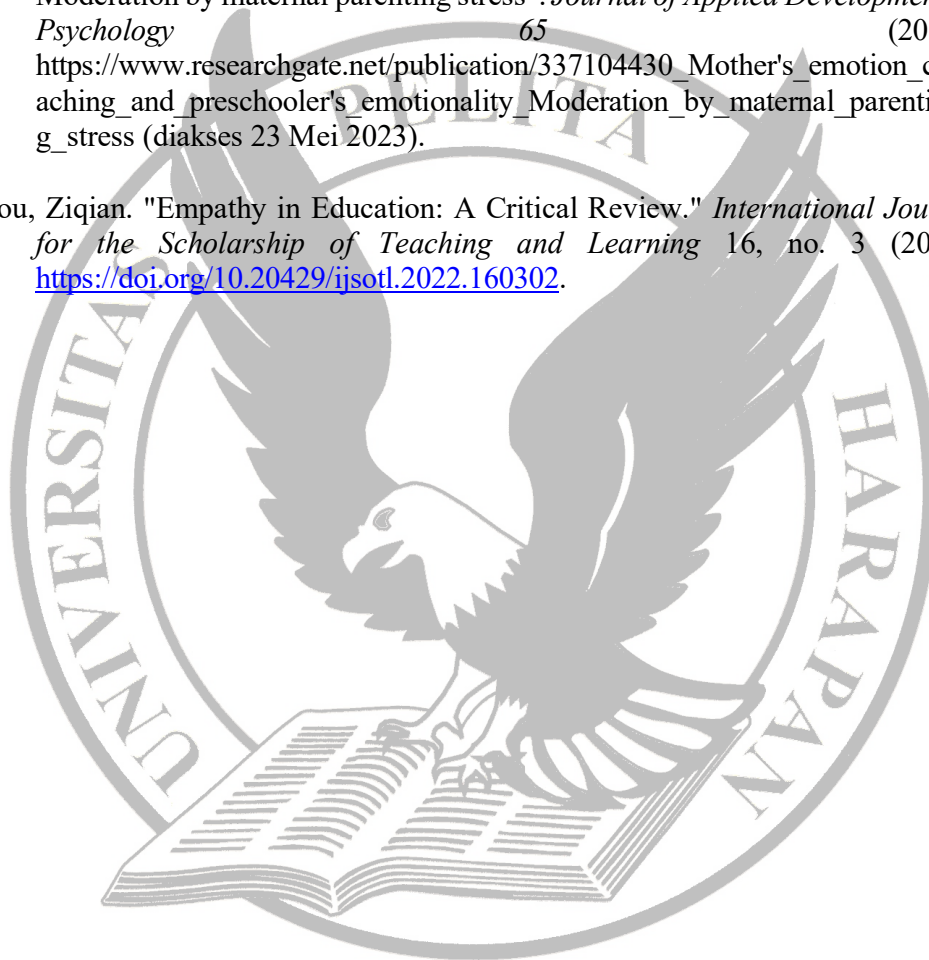 Moderation by maternal parenting stress".Journal of Applied Development
Psychology 65 (20
https://www.researchgate.net/publication/337104430_Mother's_emotion_c
aching_and_preschooler's_emotionality_Moderation_by_maternal_parenti
g_stress (diakses 23 Mei 2023).
ou, Ziqian. "Empathy in Education: A Critical Review." International Jour
for the Scholarship of Teaching and Learning 16, no. 3 (20
https://doi.org/10.20429/ijsotl.2022.160302.
UNIVERSITAS PELITA HARAPAN